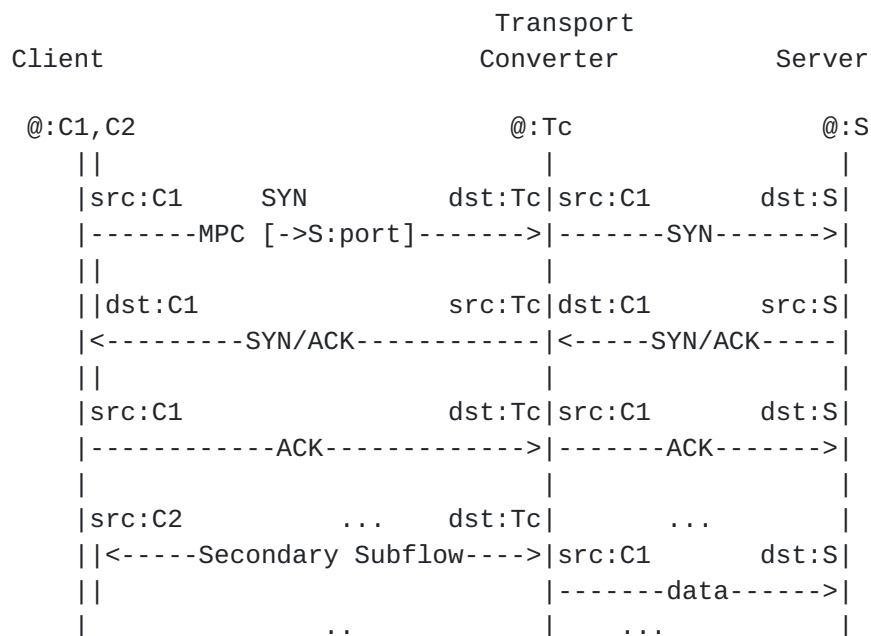 Transport
Client                       Converter          Server

 @:C1,C2                       @:Tc                @:S
    ||                           |                   |
    |src:C1     SYN        dst:Tc|src:C1       dst:S|
    |-------MPC [->S:port]------->|-------SYN------->|
    ||                           |                   |
    ||dst:C1               src:Tc|dst:C1       src:S|
    |<---------SYN/ACK------------|<-----SYN/ACK-----|
    ||                           |                   |
    |src:C1                dst:Tc|src:C1       dst:S|
    |------------ACK------------->|-------ACK------->|
    |                            |                   |
    |src:C2          ...   dst:Tc|       ...         |
    ||<-----Secondary Subflow---->|src:C1       dst:S|
    ||                           |-------data------>|
    |               ..           |    ...            |